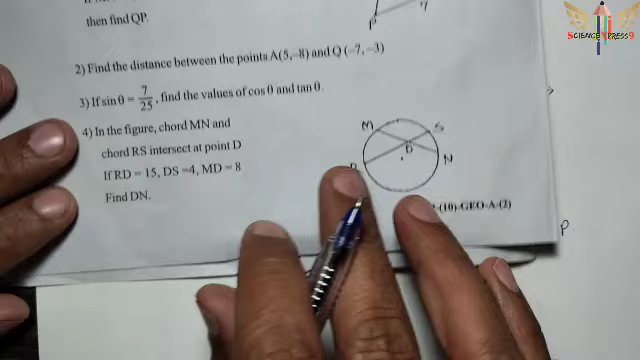 then find QP.
2) Find the distance between the points A(5,-8) and Q (-7, -3)
3) If sin θ = 7/25, find the values of cos θ and tan θ.
4) In the figure, chord MN and
chord RS intersect at point D
If RD = 15, DS =4, MD = 8
Find DN.
M
S
D
N
-(10)-GEO-A-(2)
P
P
SCIENCE XPRESS9